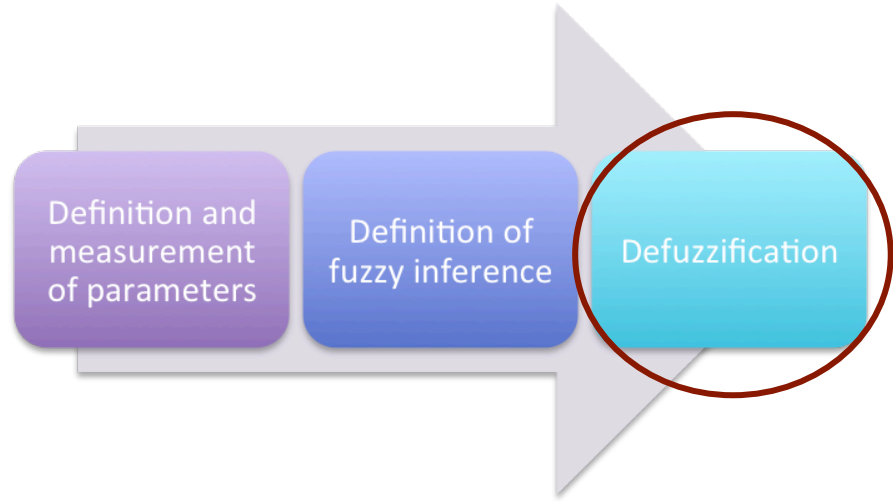 Definition and
measurement
of parameters
Definition of
fuzzy inference
Defuzzification